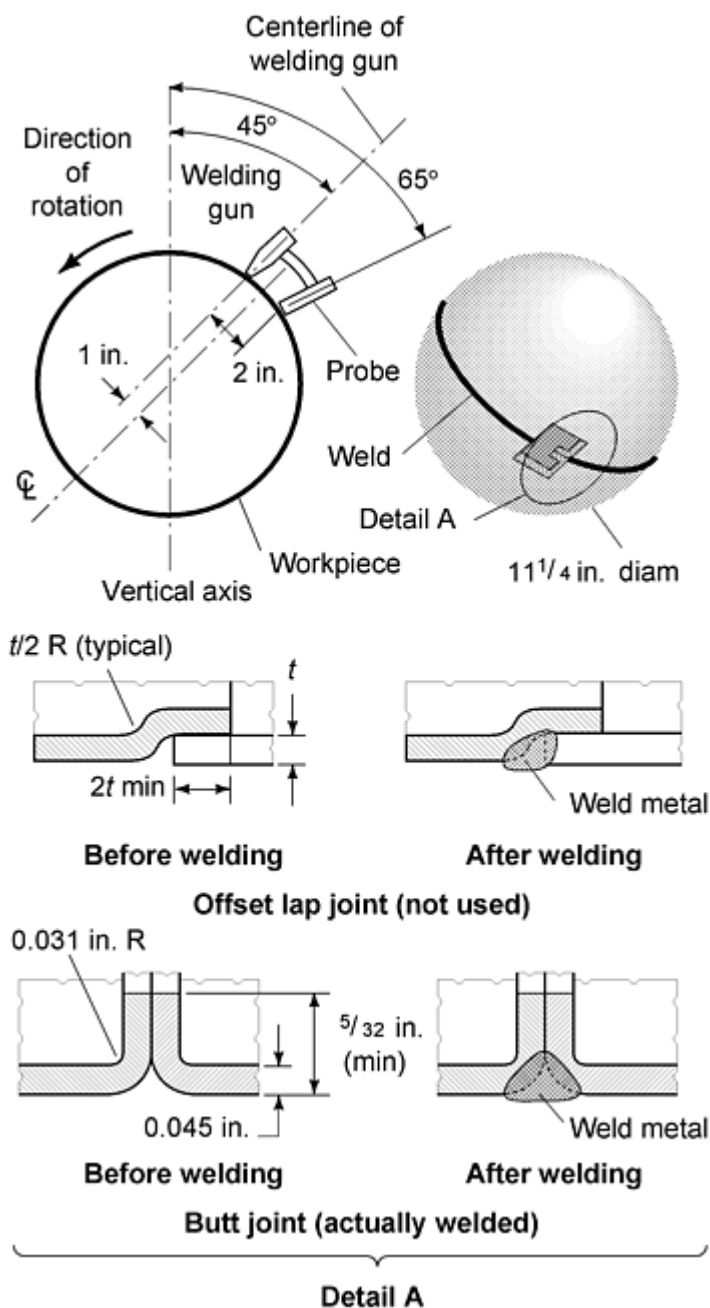 Centerline of
welding gun
45°
Direction
of
rotation
Welding
gun
65°
1 in.
2 in.
Probe
Weld
Detail A
℄
Workpiece
Vertical axis
11 1/4 in. diam
t/2 R (typical)
t
2t min
Weld metal
Before welding
After welding
Offset lap joint (not used)
0.031 in. R
5/32 in.
(min)
0.045 in.
Weld metal
Before welding
After welding
Butt joint (actually welded)
Detail A